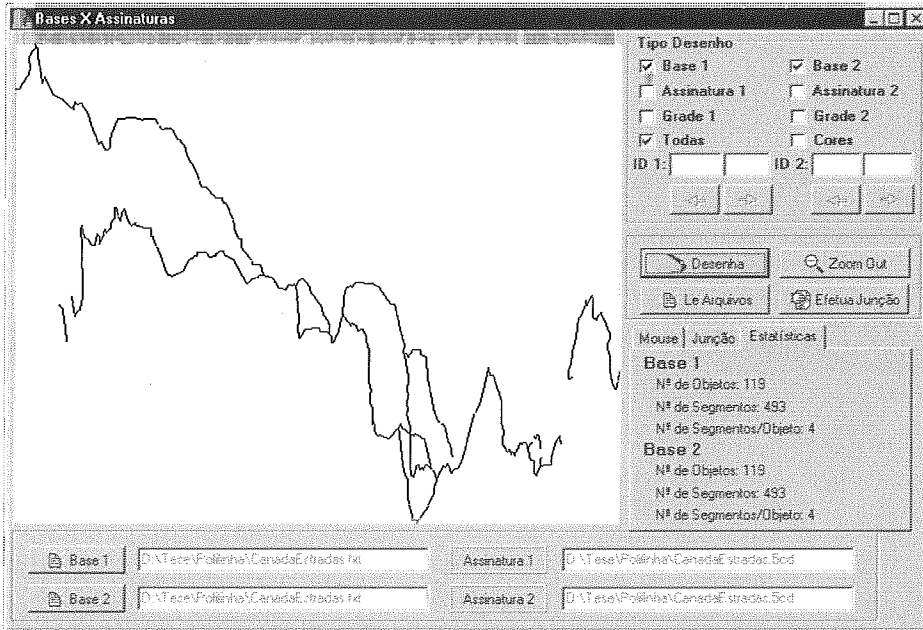 Bases X Assinaturas
Tipo Desenho
Base 1
Base 2
Assinatura 1
Assinatura 2
Grade 1
Grade 2
Todas
Cores
ID 1:
ID 2:
<=
=>
<=
=>
Desenha
Zoom Out
Le Arquivos
Efetua Junção
Mouse
Junção
Estatísticas
Base 1
Nº de Objetos: 119
Nº de Segmentos: 493
Nº de Segmentos/Objeto: 4
Base 2
Nº de Objetos: 119
Nº de Segmentos: 493
Nº de Segmentos/Objeto: 4
Base 1
D:\Tese\Polilinha\CanadaEstradas.txt
Assinatura 1
D:\Tese\Polilinha\CanadaEstradas.5cd
Base 2
D:\Tese\Polilinha\CanadaEstradas.txt
Assinatura 2
D:\Tese\Polilinha\CanadaEstradas.5cd